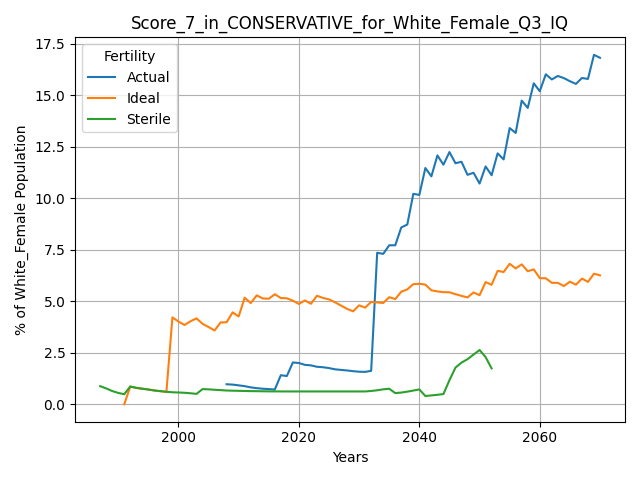 Score_7_in_CONSERVATIVE_for_White_Female_Q3_IQ
% of White_Female Population
17.5
15.0
12.5
10.0
7.5
5.0
2.5
0.0
Fertility
Actual
Ideal
Sterile
2000
2020
2040
2060
Years